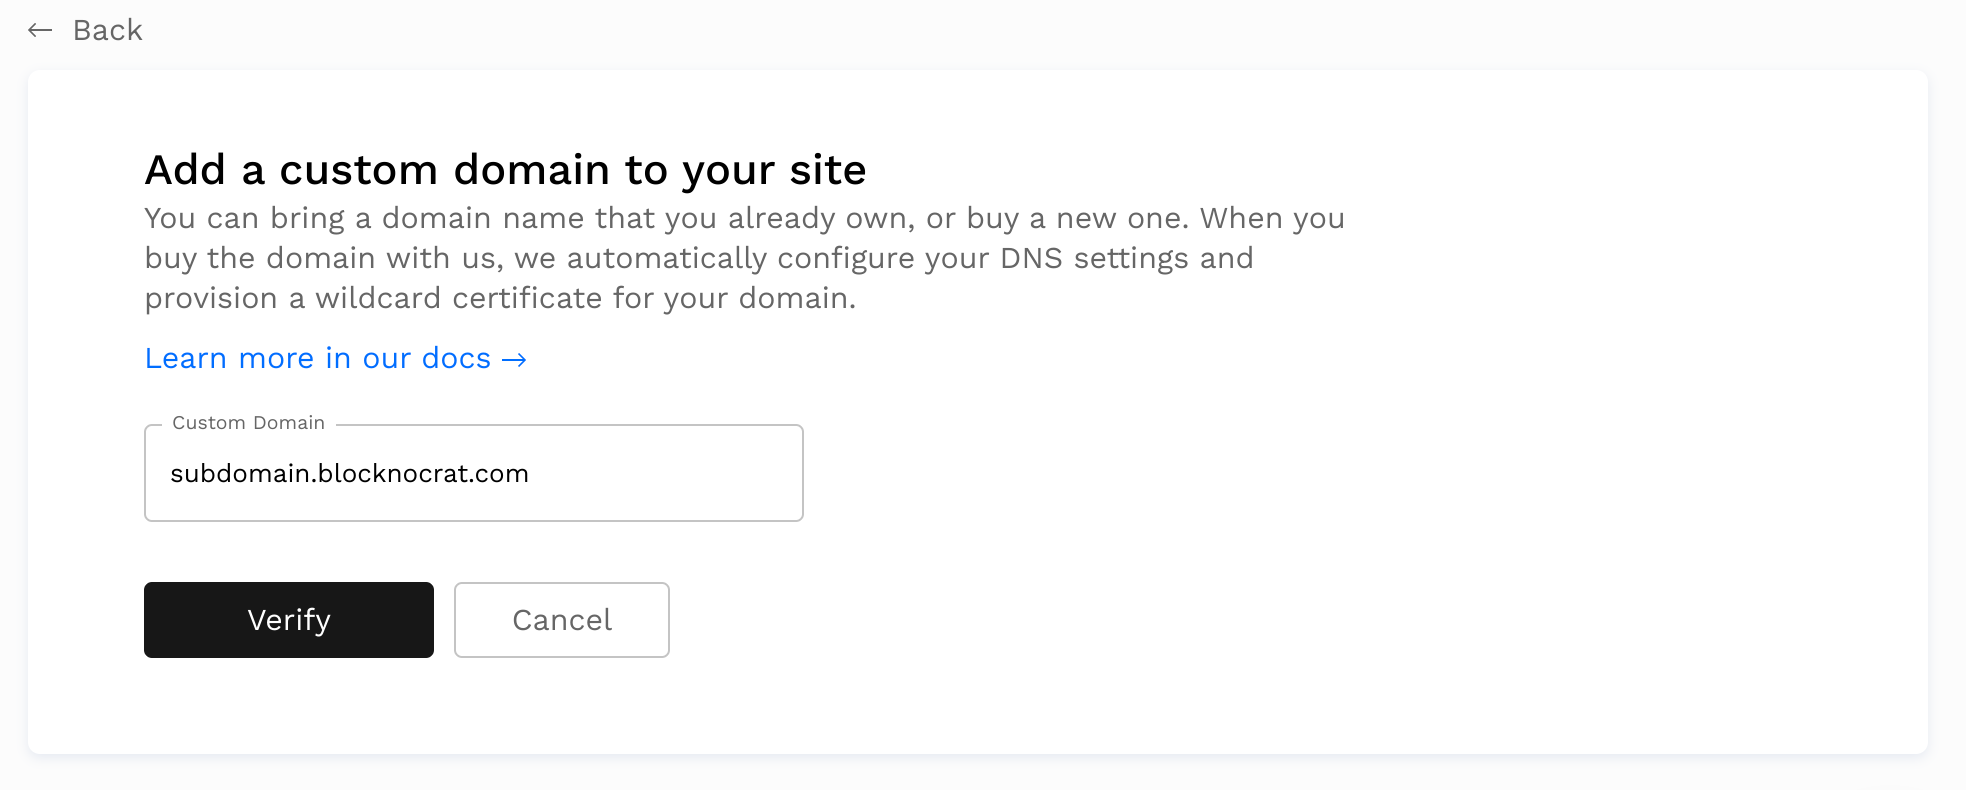 ← Back
Add a custom domain to your site
You can bring a domain name that you already own, or buy a new one. When you
buy the domain with us, we automatically configure your DNS settings and
provision a wildcard certificate for your domain.
Learn more in our docs →
Custom Domain
subdomain.blocknocrat.com
Verify Cancel